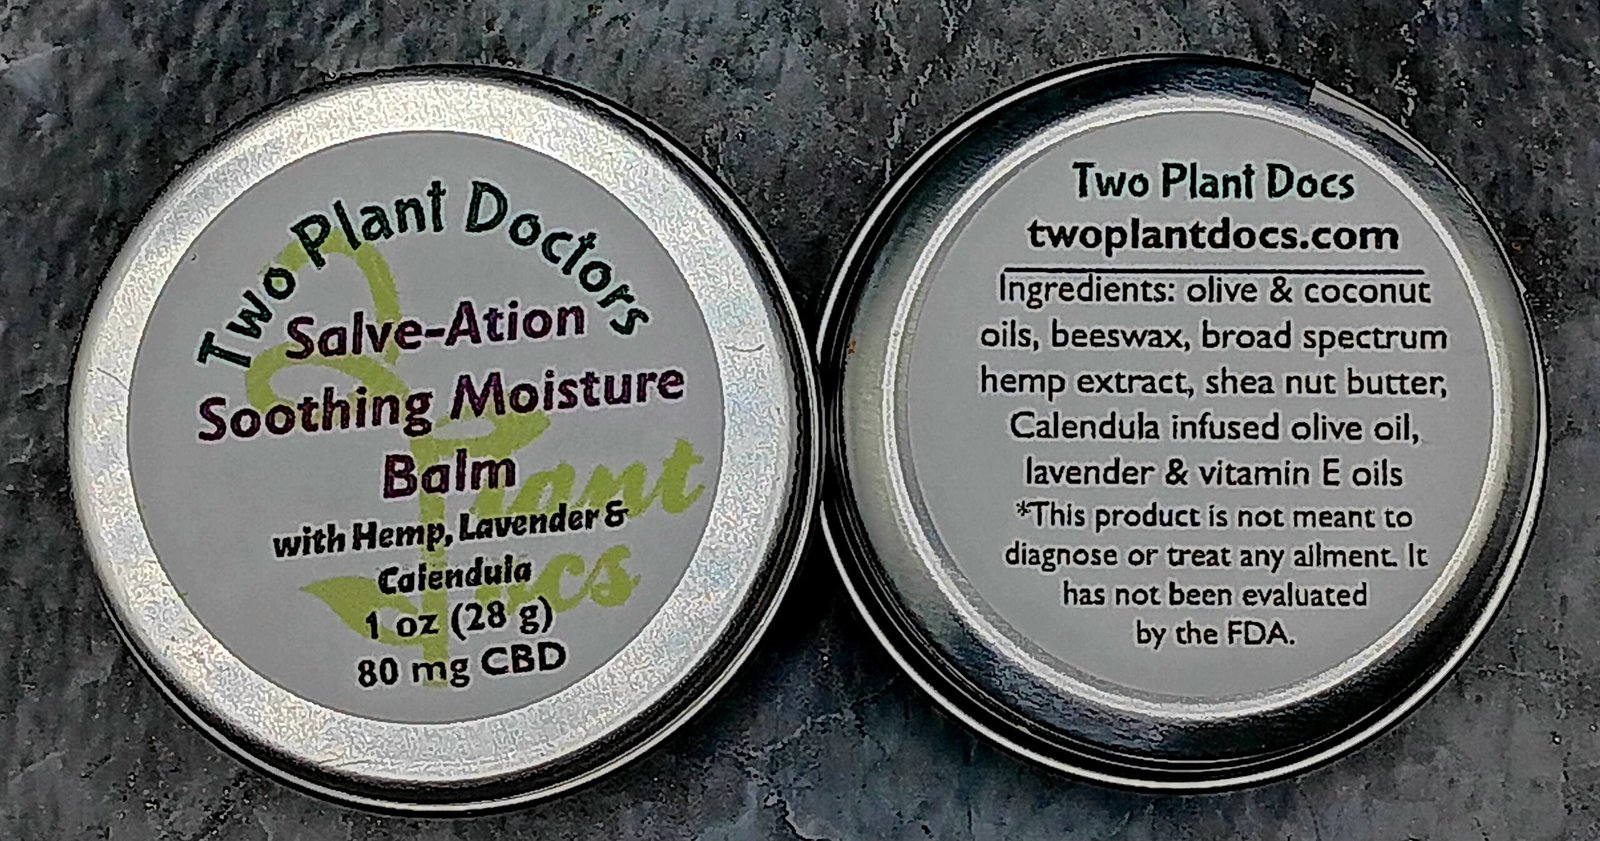 Two Plant Doctors
Salve-Ation
Soothing Moisture
Balm
with Hemp, Lavender &
Calendula
1 oz (28 g)
80 mg CBD
Plant
Docs
Two Plant Docs
twoplantdocs.com
Ingredients: olive & coconut
oils, beeswax, broad spectrum
hemp extract, shea nut butter,
Calendula infused olive oil,
lavender & vitamin E oils
*This product is not meant to
diagnose or treat any ailment. It
has not been evaluated
by the FDA.